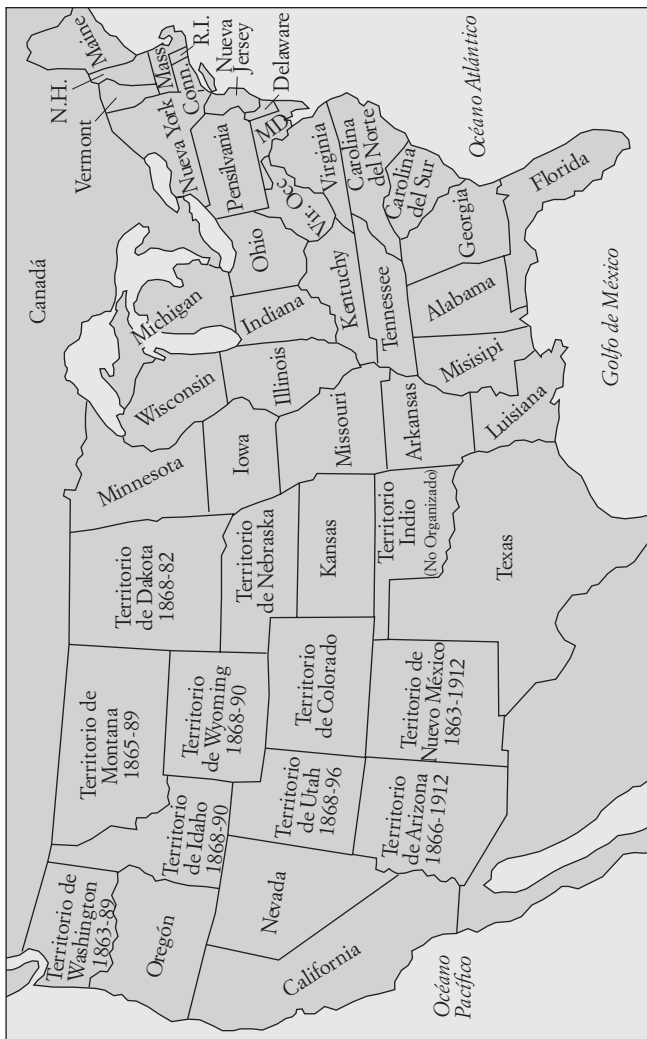 Canadá
Maine
N.H.
Vermont
Mass
R.I.
Conn.
Nueva York
Nueva
Jersey
Pensilvania
Delaware
MD
Vir. Occ
Virginia
Carolina
del Norte
Carolina
del Sur
Georgia
Florida
Océano Atlántico
Michigan
Ohio
Indiana
Kentuchy
Tennessee
Alabama
Misisipi
Golfo de México
Wisconsin
Illinois
Minnesota
Iowa
Missouri
Arkansas
Luisiana
Territorio
de Dakota
1868-82
Territorio
de Nebraska
Kansas
Territorio
Indio
(No Organizado)
Texas
Territorio de
Montana
1865-89
Territorio
de Wyoming
1868-90
Territorio
de Colorado
Teritorio de
Nuevo México
1863-1912
Territorio de
Washington
1863-89
Territorio
de Idaho
1868-90
Territorio
de Utah
1868-96
Territorio
de Arizona
1866-1912
Oregón
Nevada
California
Océano
Pacífico